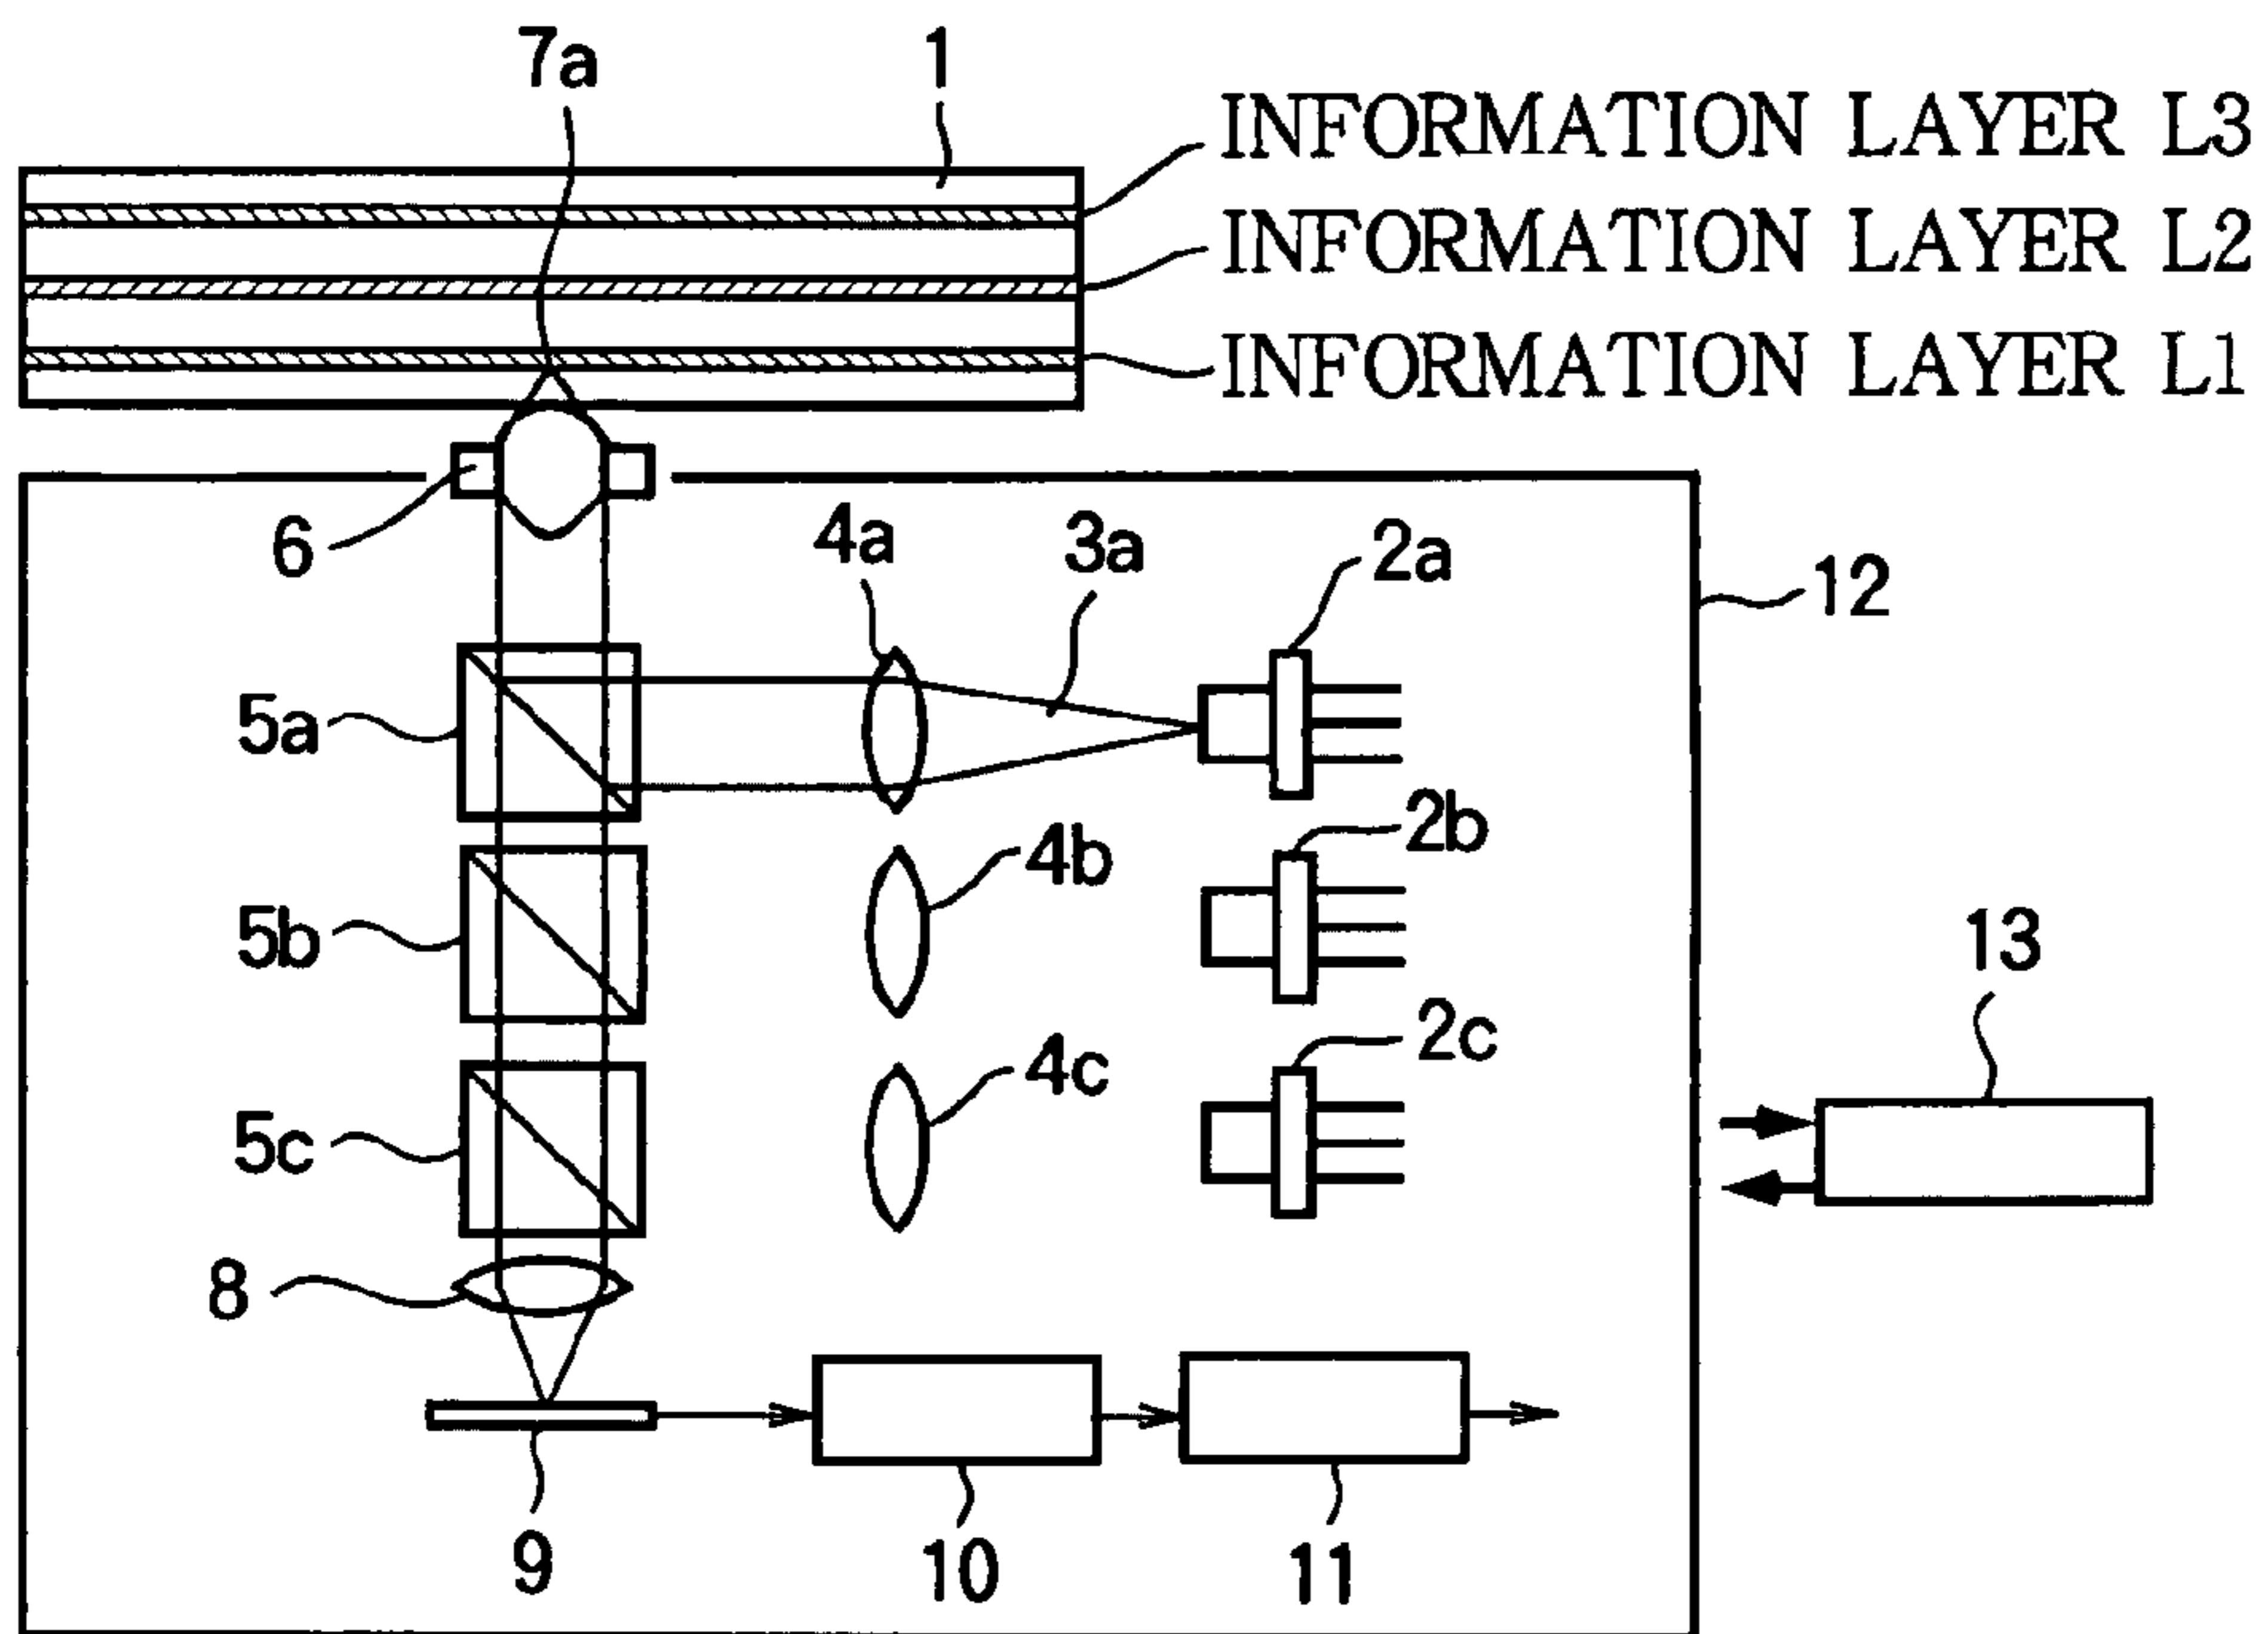 7a
1
INFORMATION LAYER L3
INFORMATION LAYER L2
INFORMATION LAYER L1
6
4a
3a
2a
12
5a
2b
4b
5b
13
2c
4c
5c
8
9
10
11